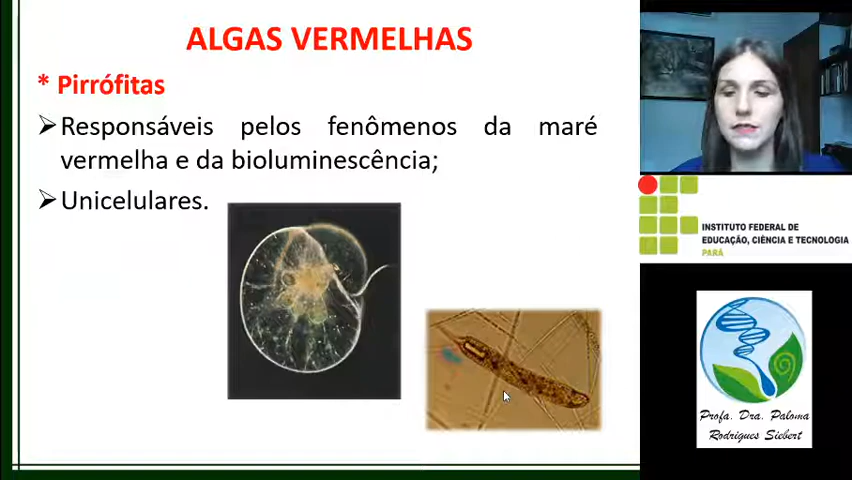 ALGAS VERMELHAS
* Pirrófitas
Responsáveis pelos fenômenos da maré
vermelha e da bioluminescência;
Unicelulares.
INSTITUTO FEDERAL DE
EDUCAÇÃO, CIÊNCIA E TECNOLOGIA
PARÁ
Profa. Dra. Paloma
Rodrigues Siebert